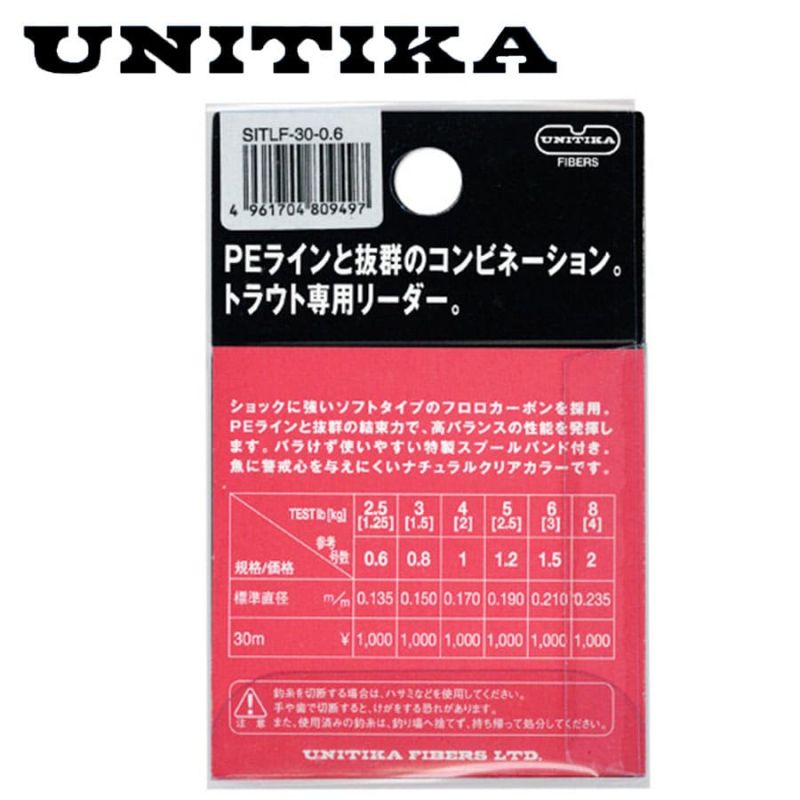 UNITIKA
SITLF-30-0.6
4 961704 809497
UNITIKA
FIBERS
PEラインと抜群のコンビネーション。
トラウト専用リーダー。
ショックに強いソフトタイプのフロロカーボンを採用。
PEラインと抜群の結束力で、高バランスの性能を発揮し
ます。バラけず使いやすい特製スプールバンド付き。
魚に警戒心を与えにくいナチュラルクリアカラーです。
TEST lb[kg] 2.5[1.25] 3[1.5] 4[2] 5[2.5] 6[3] 8[4]
規格/価格 参考号数 0.6 0.8 1 1.2 1.5 2
標準直径 m/m 0.135 0.150 0.170 0.190 0.210 0.235
30m ¥ 1,000 1,000 1,000 1,000 1,000 1,000
釣糸を切断する場合は、ハサミなどを使用してください。
手や歯で切断すると、けがをする恐れがあります。
注意 また、使用済みの釣糸は、釣り場へ捨てず、持ち帰って処分してください。
UNITIKA FIBERS LTD.